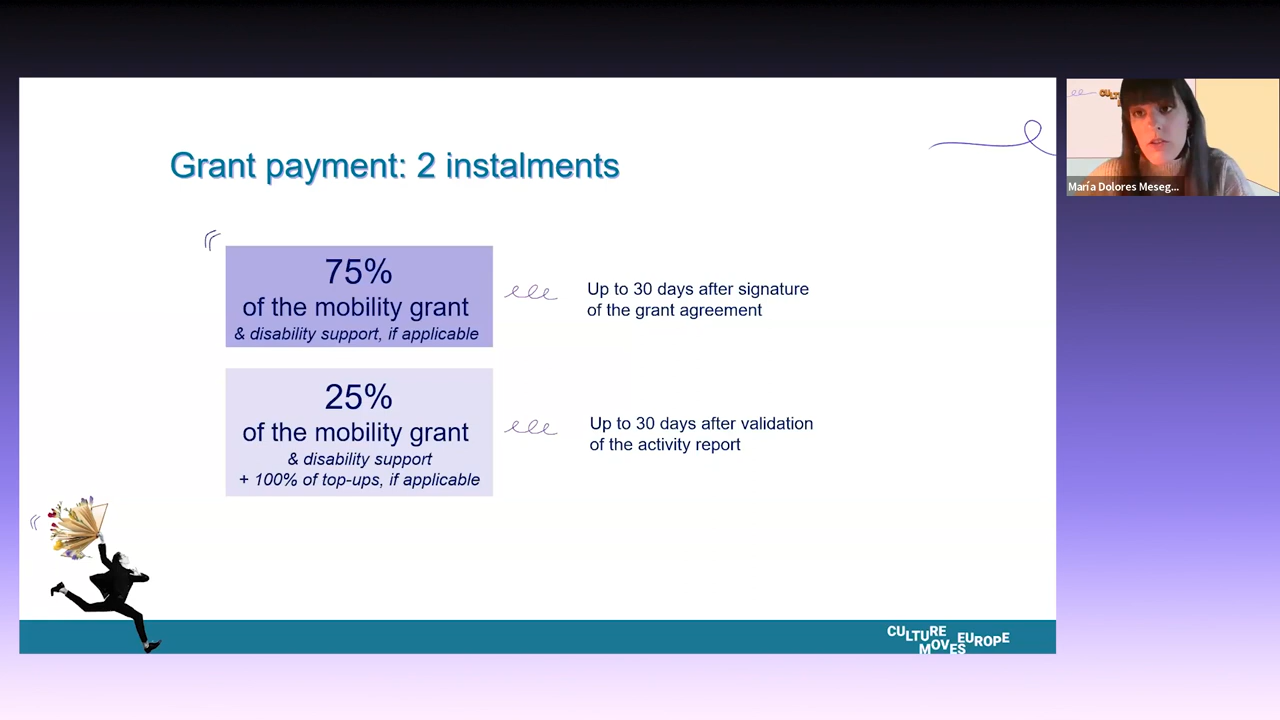 Grant payment: 2 instalments
75%
of the mobility grant
& disability support, if applicable
Up to 30 days after signature
of the grant agreement
25%
of the mobility grant
& disability support
+ 100% of top-ups, if applicable
Up to 30 days after validation
of the activity report
CULTURE
MOVES EUROPE
María Dolores Meseg...